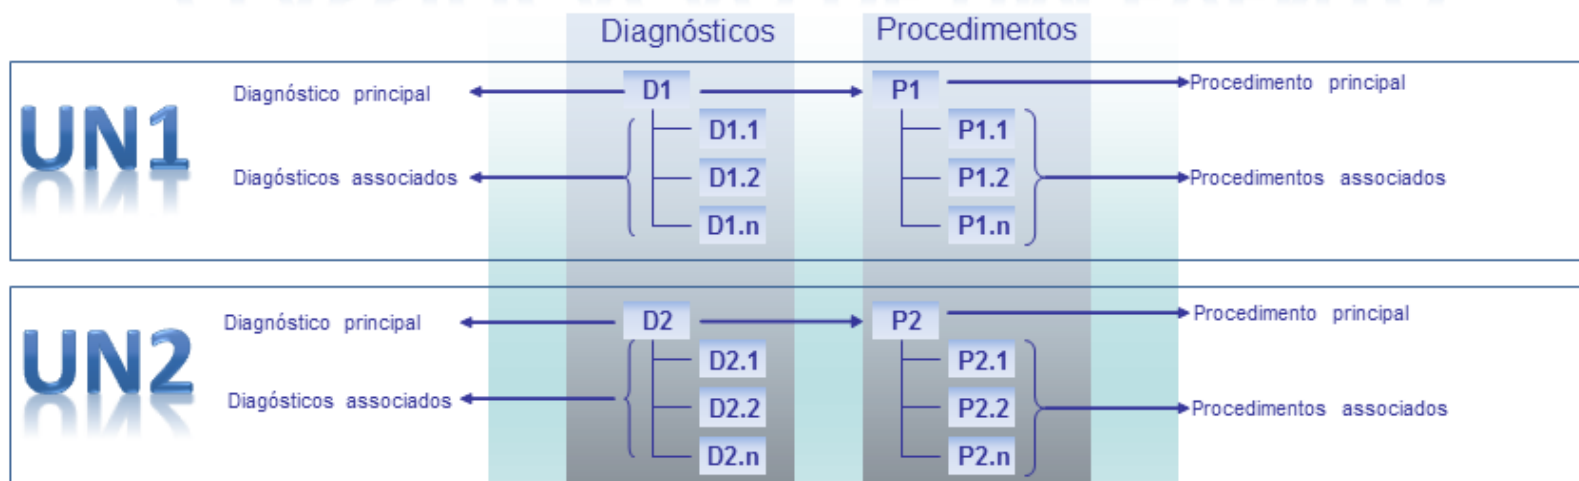 Diagnósticos Procedimentos
UN1
Diagnóstico principal D1 P1 Procedimento principal
D1.1 P1.1
Diagósticos associados D1.2 P1.2 Procedimentos associados
D1.n P1.n
UN2
Diagnóstico principal D2 P2 Procedimento principal
D2.1 P2.1
Diagósticos associados D2.2 P2.2 Procedimentos associados
D2.n P2.n